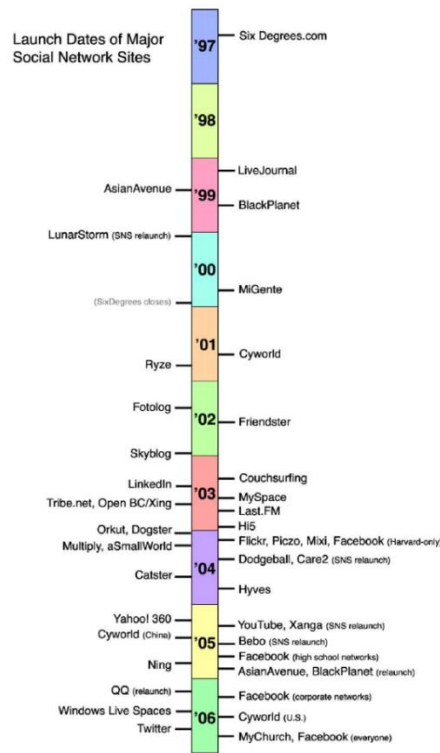 Launch Dates of Major
Social Network Sites
'97
Six Degrees.com
'98
'99
LiveJournal
AsianAvenue
BlackPlanet
LunarStorm (SNS relaunch)
'00
MiGente
(SixDegrees closes)
'01
Cyworld
Ryze
'02
Fotolog
Friendster
Skyblog
'03
Couchsurfing
LinkedIn
MySpace
Tribe.net, Open BC/Xing
Last.FM
Hi5
Orkut, Dogster
'04
Flickr, Piczo, Mixi, Facebook (Harvard-only)
Multiply, aSmallWorld
Dodgeball, Care2 (SNS relaunch)
Catster
Hyves
'05
Yahoo! 360
YouTube, Xanga (SNS relaunch)
Cyworld (China)
Bebo (SNS relaunch)
Facebook (high school networks)
Ning
AsianAvenue, BlackPlanet (relaunch)
'06
QQ (relaunch)
Facebook (corporate networks)
Windows Live Spaces
Cyworld (U.S.)
Twitter
MyChurch, Facebook (everyone)